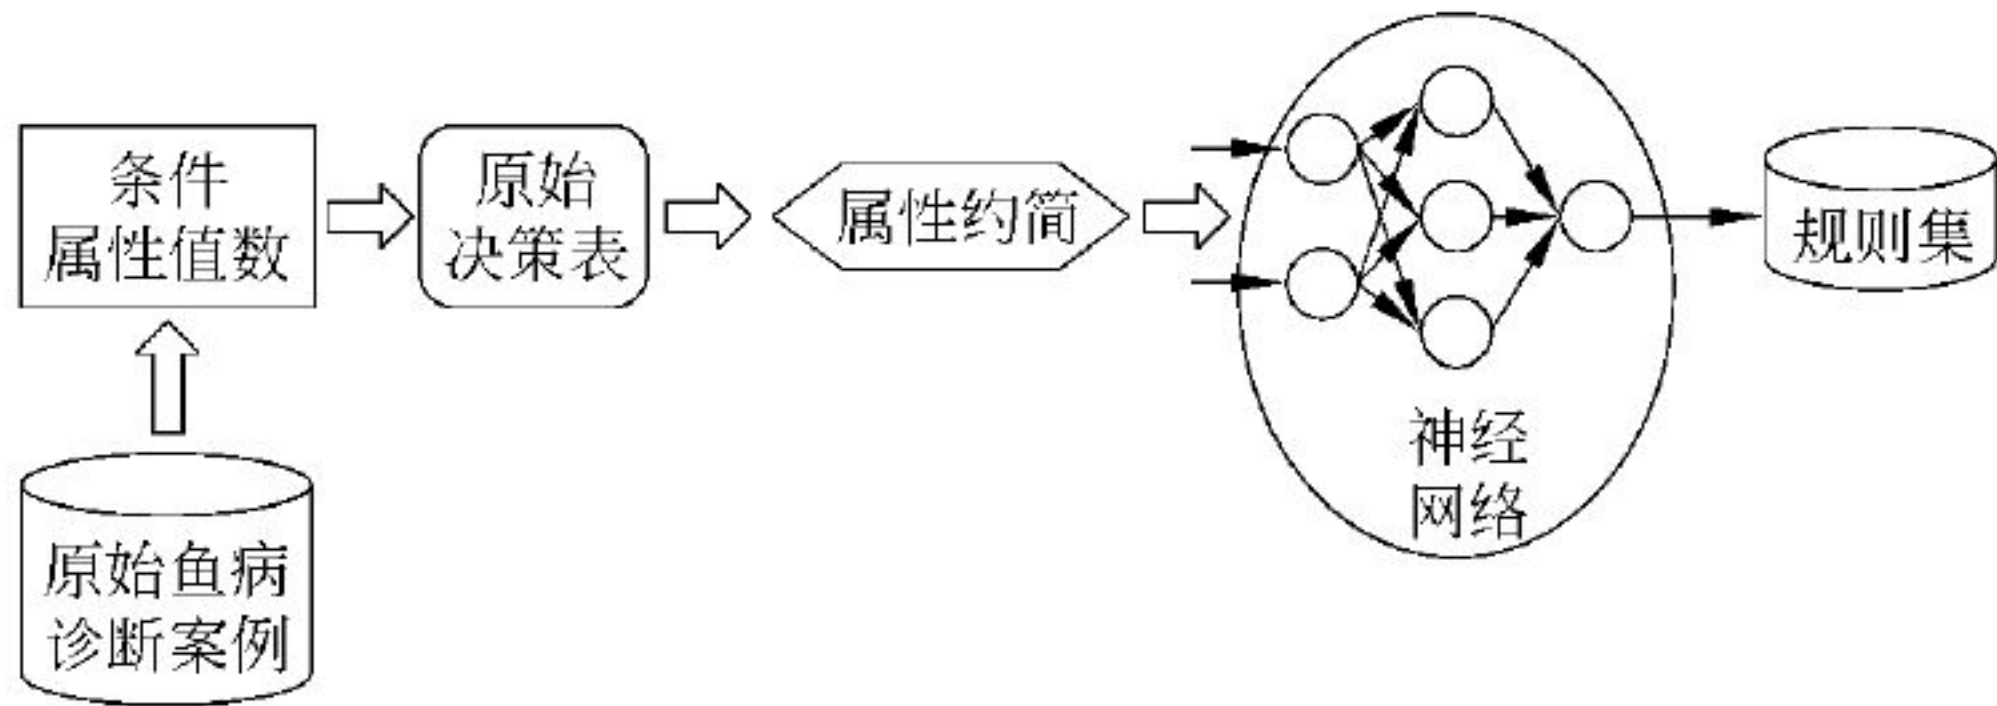 条件
属性值数
原始
决策表
属性约简
神经
网络
规则集
原始鱼病
诊断案例